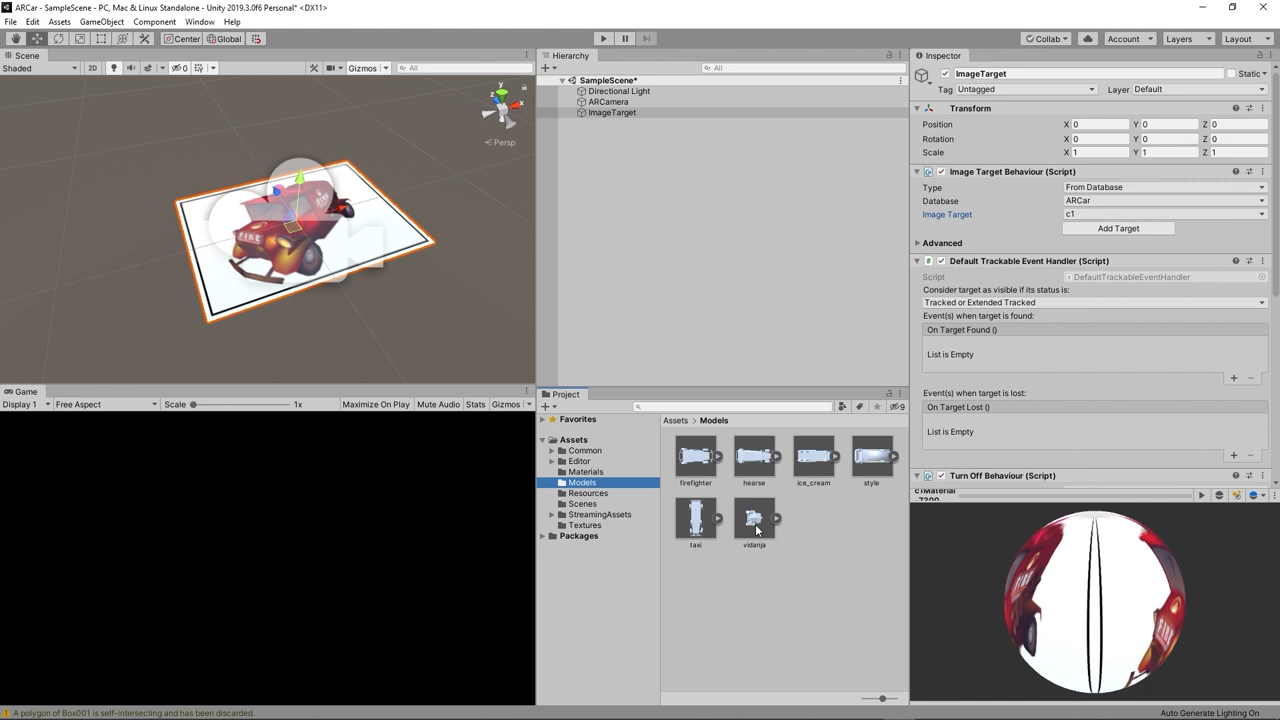 ARCar - SampleScene - PC, Mac & Linux Standalone - Unity 2019.3.0f6 Personal* <DX11>
File Edit Assets GameObject Component Window Help
Center Global Collab Account Layers Layout
Scene
Shaded 2D 0 Gizmos All
y
x
z
Persp
FIRE
Game
Display 1 Free Aspect Scale 1x Maximize On Play Mute Audio Stats Gizmos
Hierarchy
All
SampleScene*
Directional Light
ARCamera
ImageTarget
Project
9
Favorites
Assets
Common
Editor
Materials
Models
Resources
Scenes
StreamingAssets
Textures
Packages
Assets > Models
firefighter hearse ice_cream style
taxi vidanja
Inspector
ImageTarget Static
Tag Untagged Layer Default
Transform
Position X 0 Y 0 Z 0
Rotation X 0 Y 0 Z 0
Scale X 1 Y 1 Z 1
Image Target Behaviour (Script)
Type From Database
Database ARCar
Image Target c1
Add Target
Advanced
Default Trackable Event Handler (Script)
Script DefaultTrackableEventHandler
Consider target as visible if its status is:
Tracked or Extended Tracked
Event(s) when target is found:
On Target Found ()
List is Empty
Event(s) when target is lost:
On Target Lost ()
List is Empty
Turn Off Behaviour (Script)
c1Material
-7300
A polygon of Box001 is self-intersecting and has been discarded.
Auto Generate Lighting On